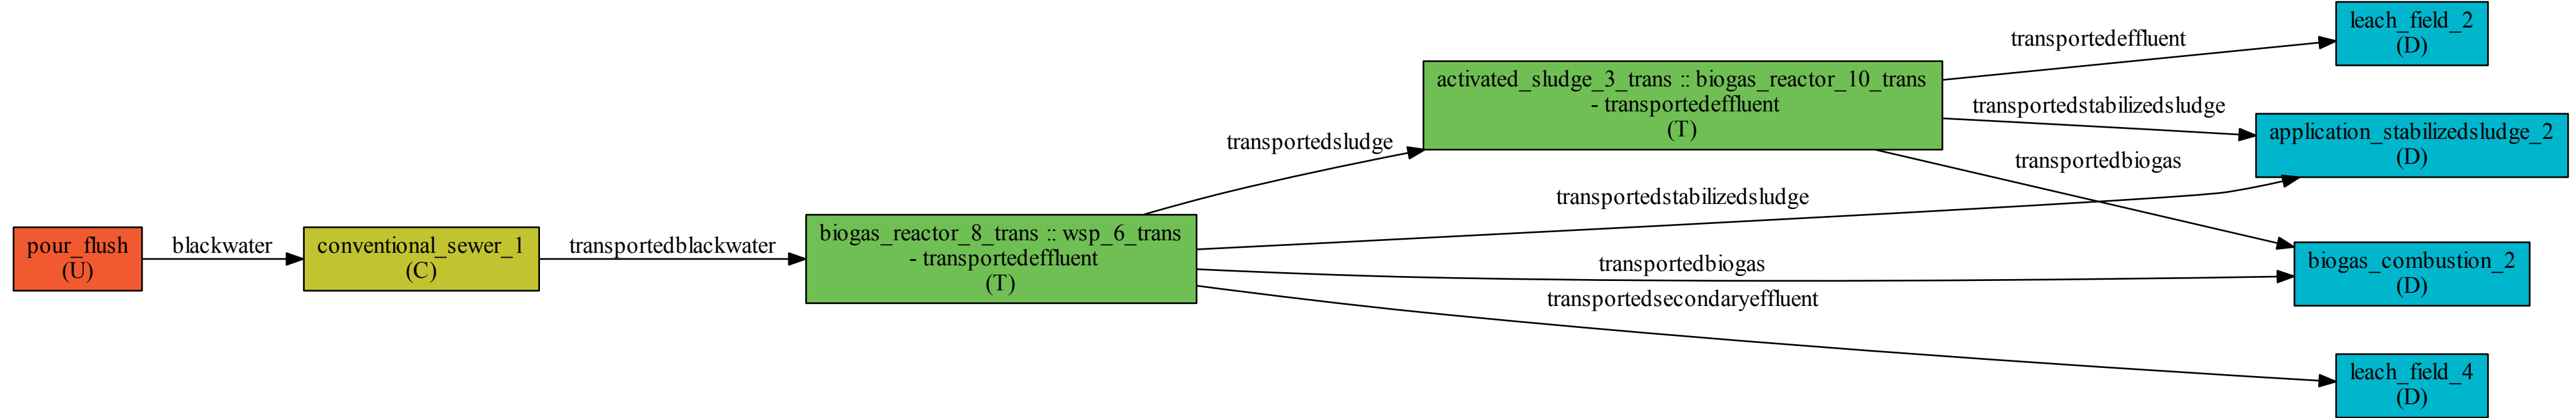 pour_flush
(U)
blackwater
conventional_sewer_1
(C)
transportedblackwater
biogas_reactor_8_trans :: wsp_6_trans
- transportedeffluent
(T)
transportedsludge
activated_sludge_3_trans :: biogas_reactor_10_trans
- transportedeffluent
(T)
transportedstabilizedsludge
transportedbiogas
transportedsecondaryeffluent
transportedeffluent
transportedstabilizedsludge
transportedbiogas
leach_field_2
(D)
application_stabilizedsludge_2
(D)
biogas_combustion_2
(D)
leach_field_4
(D)